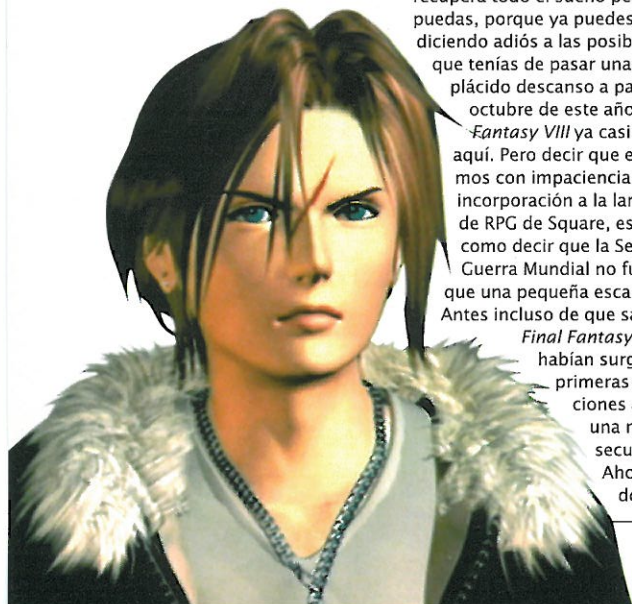 recupera todo el sueño pe
puedas, porque ya puedes
diciendo adiós a las posib
que tenías de pasar una
plácido descanso a pa
octubre de este año
Fantasy VIII ya casi
aquí. Pero decir que e
mos con impaciencia
incorporación a la lar
de RPG de Square, es
como decir que la Se
Guerra Mundial no fu
que una pequeña esca
Antes incluso de que sa
Final Fantasy
habían surg
primeras
ciones
una n
secu
Aho
do